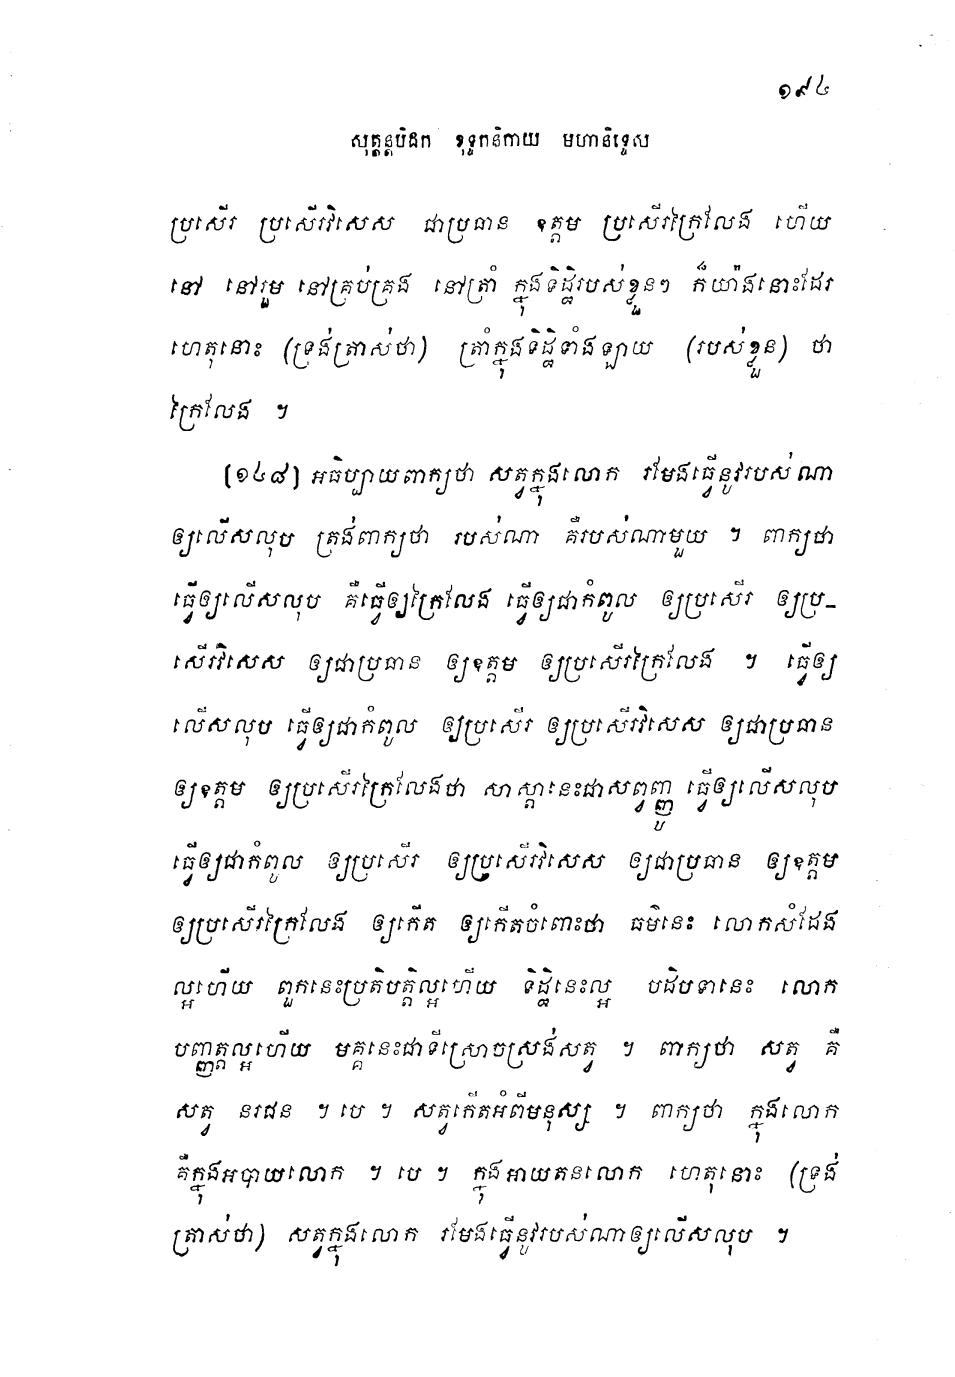 ១៩៤
សុត្តន្តបិដក ខុទ្ទកនិកាយ មហានិទ្ទេស
ប្រសើរ ប្រសើរវិសេស ជាប្រធាន ឧត្តម ប្រសើរក្រៃលែង ហើយ
នៅ នៅរួម នៅគ្រប់គ្រង នៅត្រាំ ក្នុងទិដ្ឋិរបស់ខ្លួនៗ ក៏យ៉ាងនោះដែរ
ហេតុនោះ (ទ្រង់ត្រាស់ថា) ត្រាំក្នុងទិដ្ឋិទាំងឡាយ (របស់ខ្លួន) ថា
ក្រៃលែង ។
(១៤៨) អធិប្បាយពាក្យថា សត្វក្នុងលោក រមែងធ្វើនូវរបស់ណា
ឲ្យលើសលុប ត្រង់ពាក្យថា របស់ណា គឺរបស់ណាមួយ ។ ពាក្យថា
ធ្វើឲ្យលើសលុប គឺធ្វើឲ្យក្រៃលែង ធ្វើឲ្យជាកំពូល ឲ្យប្រសើរ ឲ្យប្រ-
សើរវិសេស ឲ្យជាប្រធាន ឲ្យឧត្តម ឲ្យប្រសើរក្រៃលែង ។ ធ្វើឲ្យ
លើសលុប ធ្វើឲ្យជាកំពូល ឲ្យប្រសើរ ឲ្យប្រសើរវិសេស ឲ្យជាប្រធាន
ឲ្យឧត្តម ឲ្យប្រសើរក្រៃលែងថា សាស្តានេះជាសព្វញ្ញូ ធ្វើឲ្យលើសលុប
ធ្វើឲ្យជាកំពូល ឲ្យប្រសើរ ឲ្យប្រសើរវិសេស ឲ្យជាប្រធាន ឲ្យឧត្តម
ឲ្យប្រសើរក្រៃលែង ឲ្យកើត ឲ្យកើតចំពោះថា ធម៌នេះ លោកសំដែង
ល្អហើយ ពួកនេះប្រតិបត្តិល្អហើយ ទិដ្ឋិនេះល្អ បដិបទានេះ លោក
បញ្ញត្តល្អហើយ មគ្គនេះជាទីស្រោចស្រង់សត្វ ។ ពាក្យថា សត្វ គឺ
សត្វ នរជន ។ បេ ។ សត្វកើតអំពីមនុស្ស ។ ពាក្យថា ក្នុងលោក
គឺក្នុងអបាយលោក ។ បេ ។ ក្នុងអាយតនលោក ហេតុនោះ (ទ្រង់
ត្រាស់ថា) សត្វក្នុងលោក រមែងធ្វើនូវរបស់ណាឲ្យលើសលុប ។